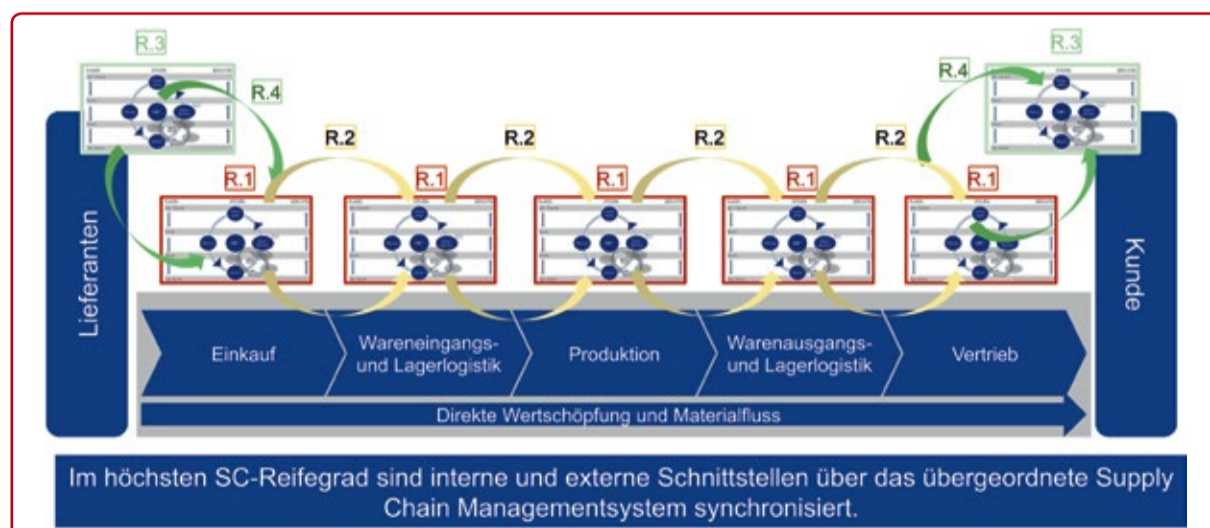 R.3
R.3
R.4
R.4
R.2
R.2
R.2
R.2
R.1
R.1
R.1
R.1
R.1
Lieferanten
Kunde
Einkauf
Wareneingangs-
und Lagerlogistik
Produktion
Warenausgangs-
und Lagerlogistik
Vertrieb
Direkte Wertschöpfung und Materialfluss
Im höchsten SC-Reifegrad sind interne und externe Schnittstellen über das übergeordnete Supply
Chain Managementsystem synchronisiert.